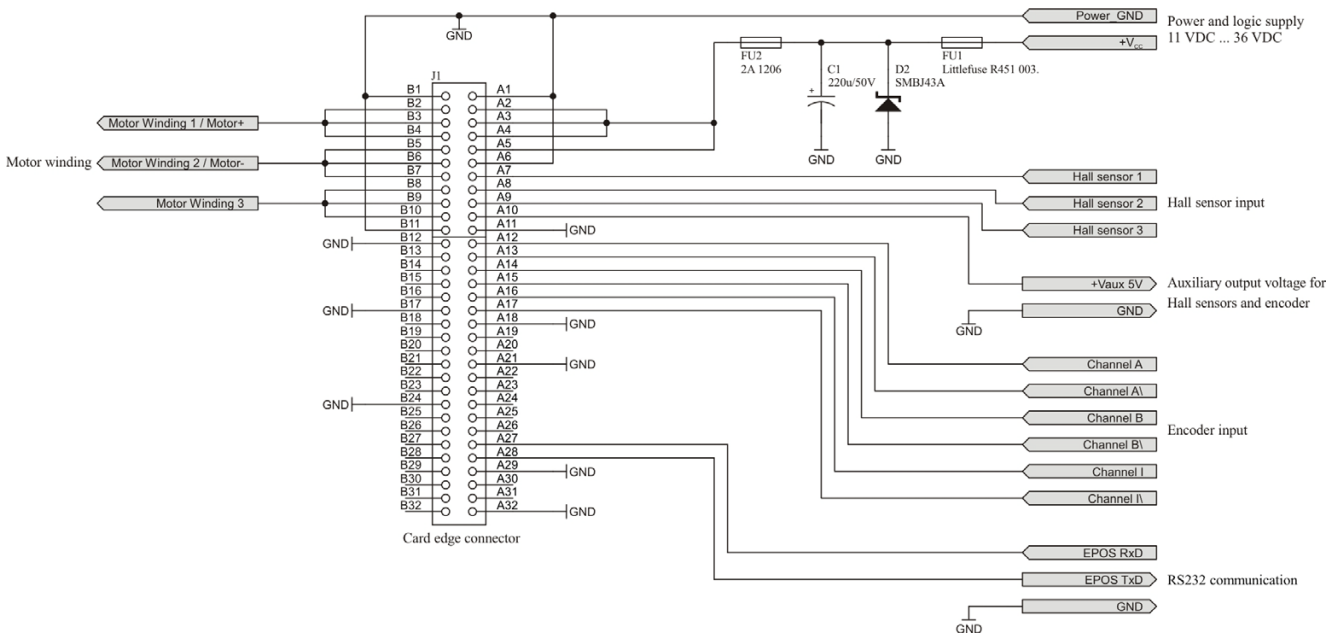 Power_GND
Power and logic supply
11 VDC ... 36 VDC
GND
+Vcc
FU2
2A 1206
C1
220u/50V
+
D2
SMBJ43A
FU1
Littlefuse R451 003.
GND
GND
J1
B1 A1
B2 A2
B3 A3
Motor Winding 1 / Motor+
B4 A4
B5 A5
Motor winding
Motor Winding 2 / Motor-
B6 A6
B7 A7
Hall sensor 1
B8 A8
Motor Winding 3
B9 A9
Hall sensor 2
Hall sensor input
B10 A10
B11 A11
GND
Hall sensor 3
GND
B12 A12
B13 A13
B14 A14
B15 A15
+Vaux 5V
Auxiliary output voltage for
Hall sensors and encoder
B16 A16
GND
B17 A17
GND
GND
B18 A18
GND
B19 A19
B20 A20
B21 A21
GND
Channel A
B22 A22
B23 A23
Channel A\
GND
B24 A24
B25 A25
Channel B
B26 A26
Encoder input
B27 A27
Channel B\
B28 A28
B29 A29
GND
Channel I
B30 A30
B31 A31
Channel I\
B32 A32
GND
Card edge connector
EPOS RxD
EPOS TxD
RS232 communication
GND
GND